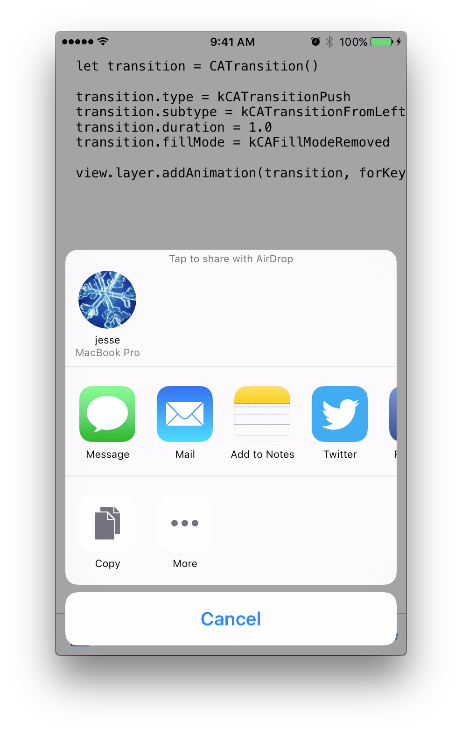 9:41 AM 100%
let transition = CATransition()
transition.type = kCATransitionPush
transition.subtype = kCATransitionFromLeft
transition.duration = 1.0
transition.fillMode = kCAFillModeRemoved
view.layer.addAnimation(transition, forKey
Tap to share with AirDrop
jesse
MacBook Pro
Message Mail Add to Notes Twitter
Copy More
Cancel